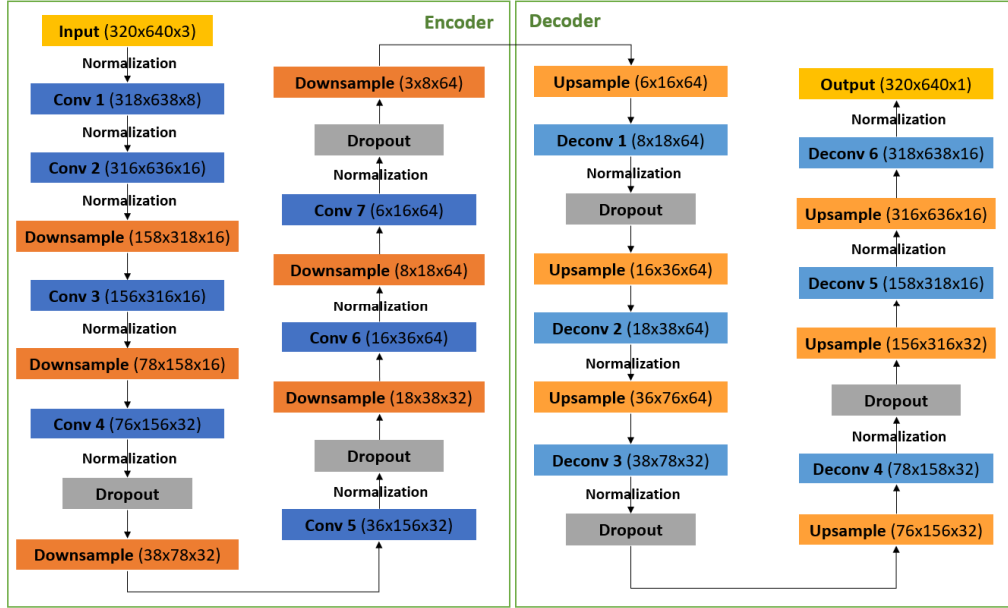 Encoder
Input (320x640x3)
Normalization
Conv 1 (318x638x8)
Normalization
Conv 2 (316x636x16)
Normalization
Downsample (158x318x16)
Conv 3 (156x316x16)
Normalization
Downsample (78x158x16)
Conv 4 (76x156x32)
Normalization
Dropout
Downsample (38x78x32)
Conv 5 (36x156x32)
Normalization
Dropout
Downsample (18x38x32)
Conv 6 (16x36x64)
Normalization
Downsample (8x18x64)
Conv 7 (6x16x64)
Normalization
Dropout
Downsample (3x8x64)
Decoder
Upsample (6x16x64)
Deconv 1 (8x18x64)
Normalization
Dropout
Upsample (16x36x64)
Deconv 2 (18x38x64)
Normalization
Upsample (36x76x64)
Deconv 3 (38x78x32)
Normalization
Dropout
Upsample (76x156x32)
Deconv 4 (78x158x32)
Normalization
Dropout
Upsample (156x316x32)
Deconv 5 (158x318x16)
Normalization
Upsample (316x636x16)
Deconv 6 (318x638x16)
Normalization
Output (320x640x1)